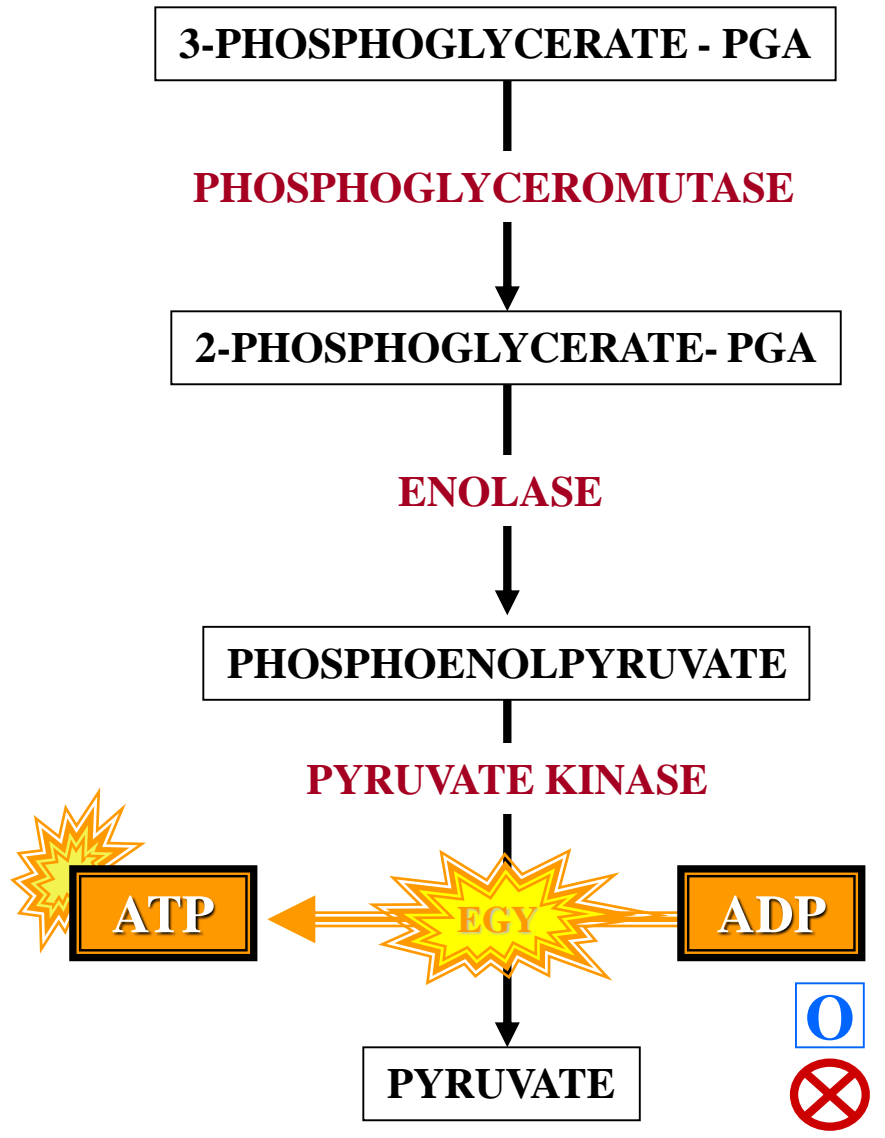 3-PHOSPHOGLYCERATE - PGA
PHOSPHOGLYCEROMUTASE
2-PHOSPHOGLYCERATE- PGA
ENOLASE
PHOSPHOENOLPYRUVATE
PYRUVATE KINASE
ATP EGY ADP
O
PYRUVATE